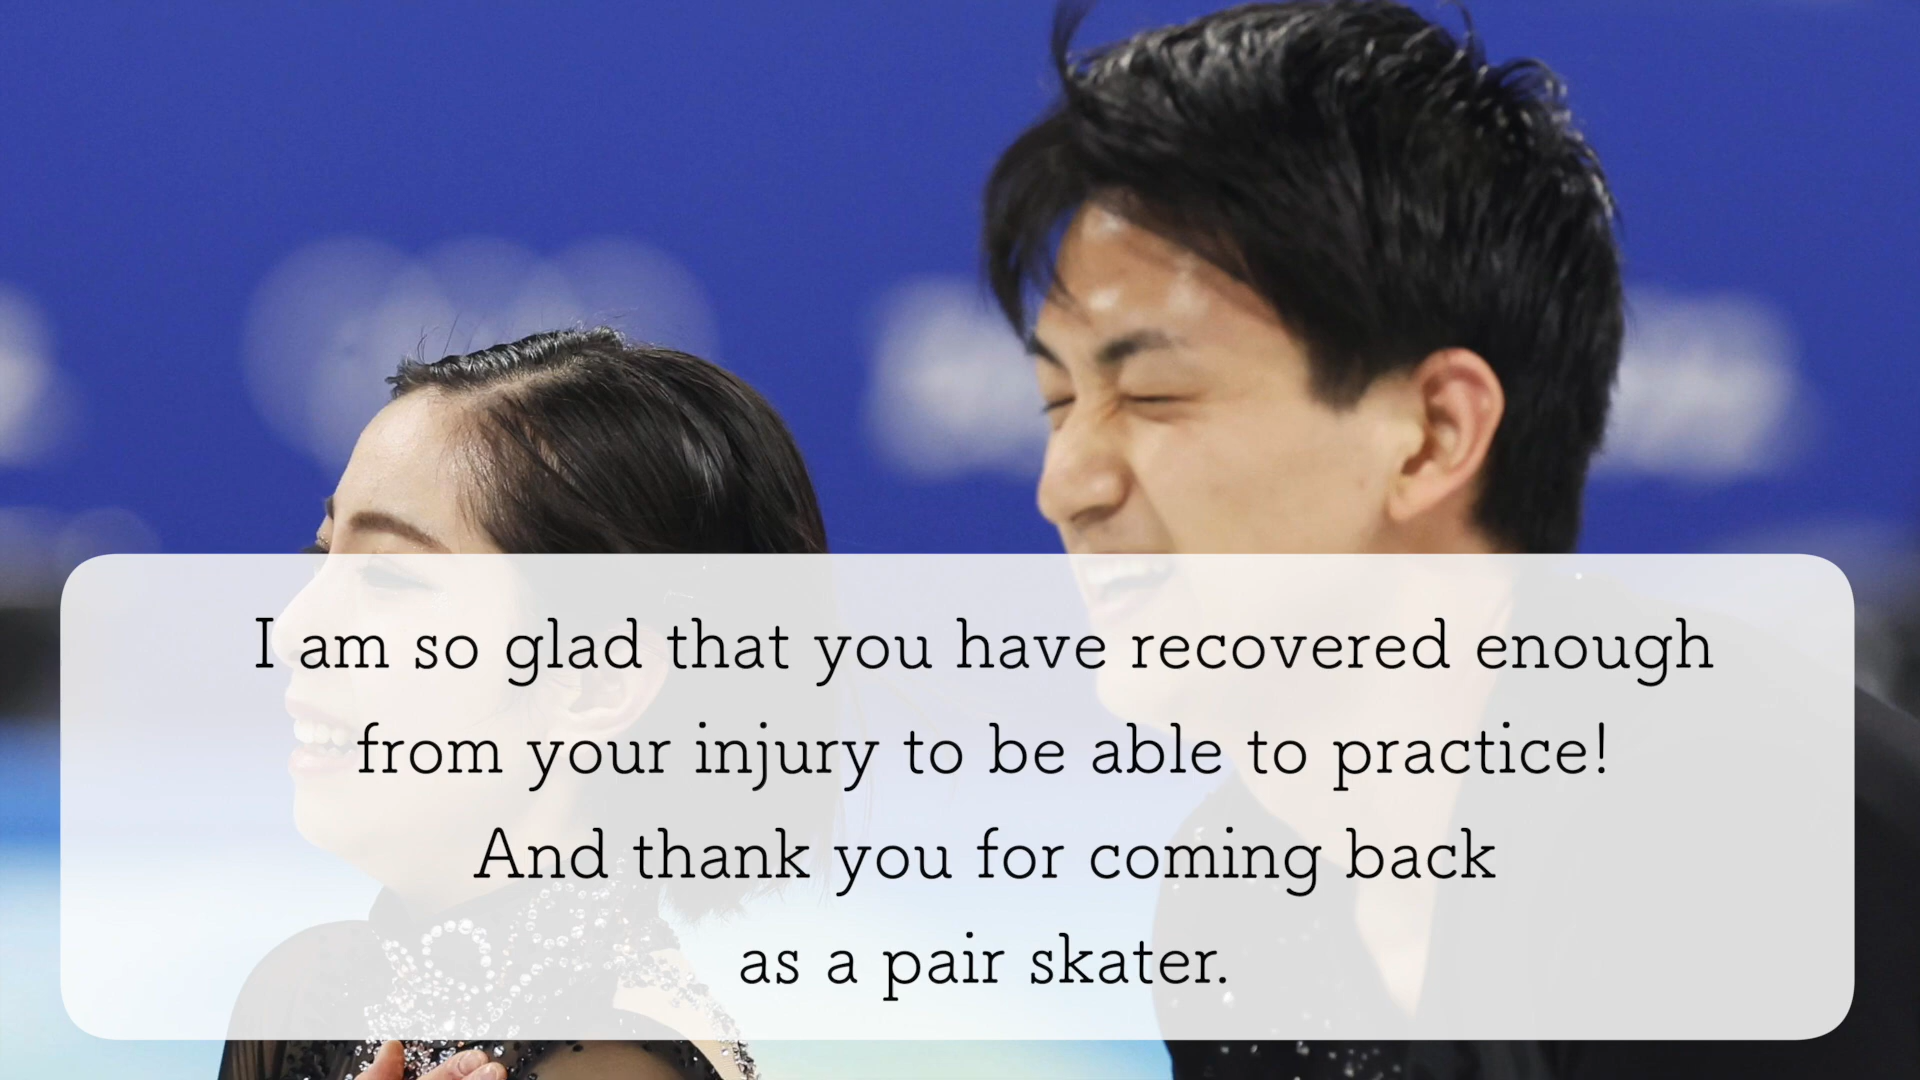 I am so glad that you have recovered enough
from your injury to be able to practice!
And thank you for coming back
as a pair skater.